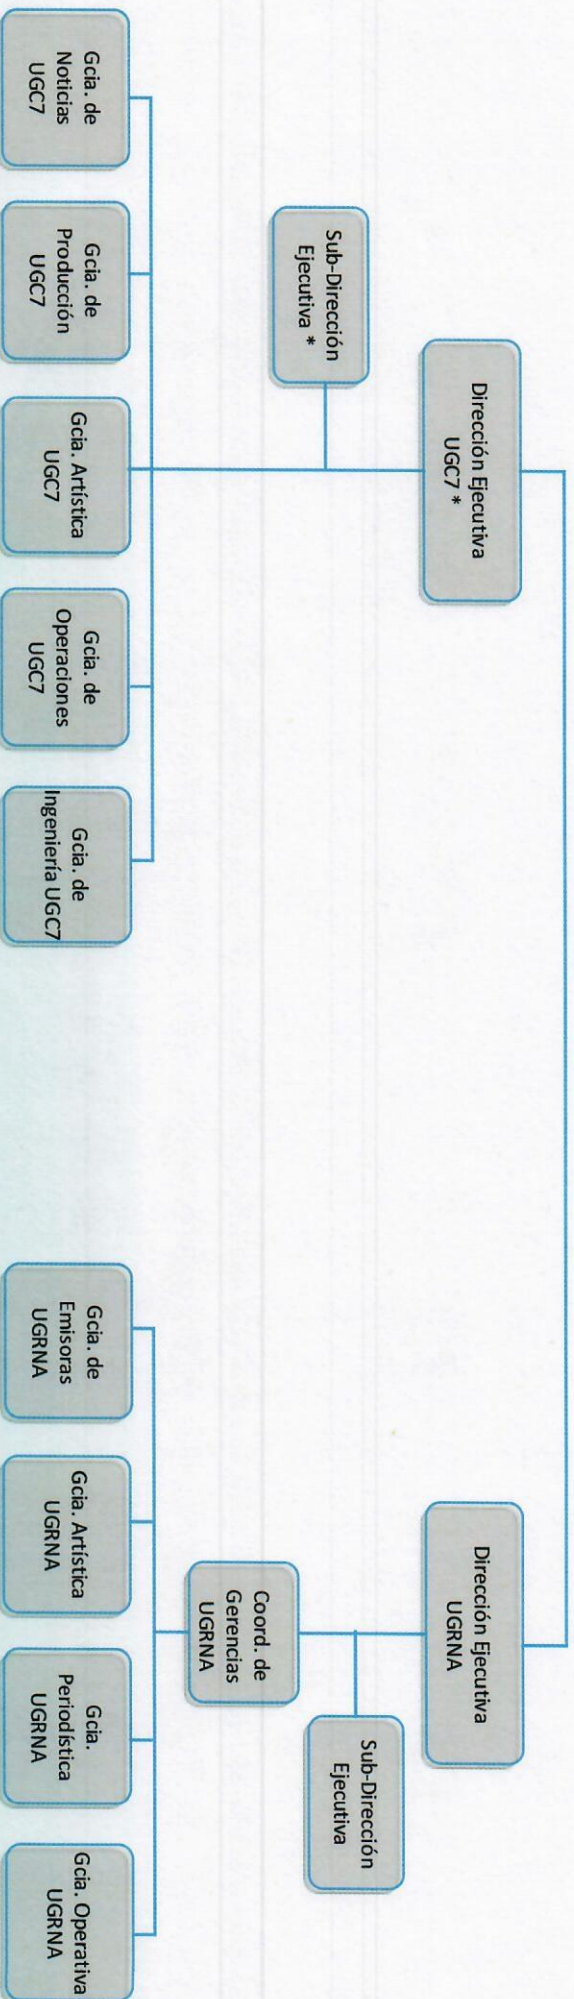 Dirección Ejecutiva
UGC7 *
Dirección Ejecutiva
UGRNA
Sub-Dirección
Ejecutiva *
Sub-Dirección
Ejecutiva
Coord. de
Gerencias
UGRNA
Gcia. de
Noticias
UGC7
Gcia. de
Producción
UGC7
Gcia. Artística
UGC7
Gcia. de
Operaciones
UGC7
Gcia. de
Ingeniería UGC7
Gcia. de
Emisoras
UGRNA
Gcia. Artística
UGRNA
Gcia.
Periodística
UGRNA
Gcia. Operativa
UGRNA